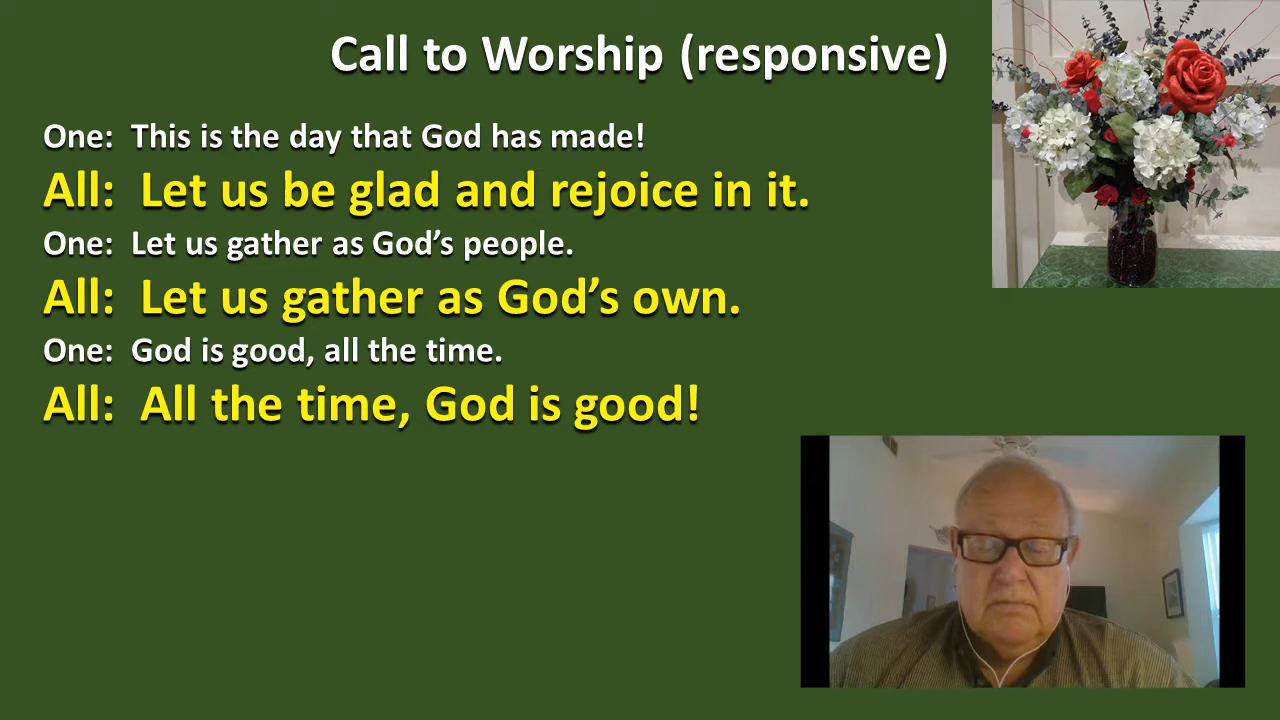 Call to Worship (responsive)
One: This is the day that God has made!
All: Let us be glad and rejoice in it.
One: Let us gather as God’s people.
All: Let us gather as God’s own.
One: God is good, all the time.
All: All the time, God is good!